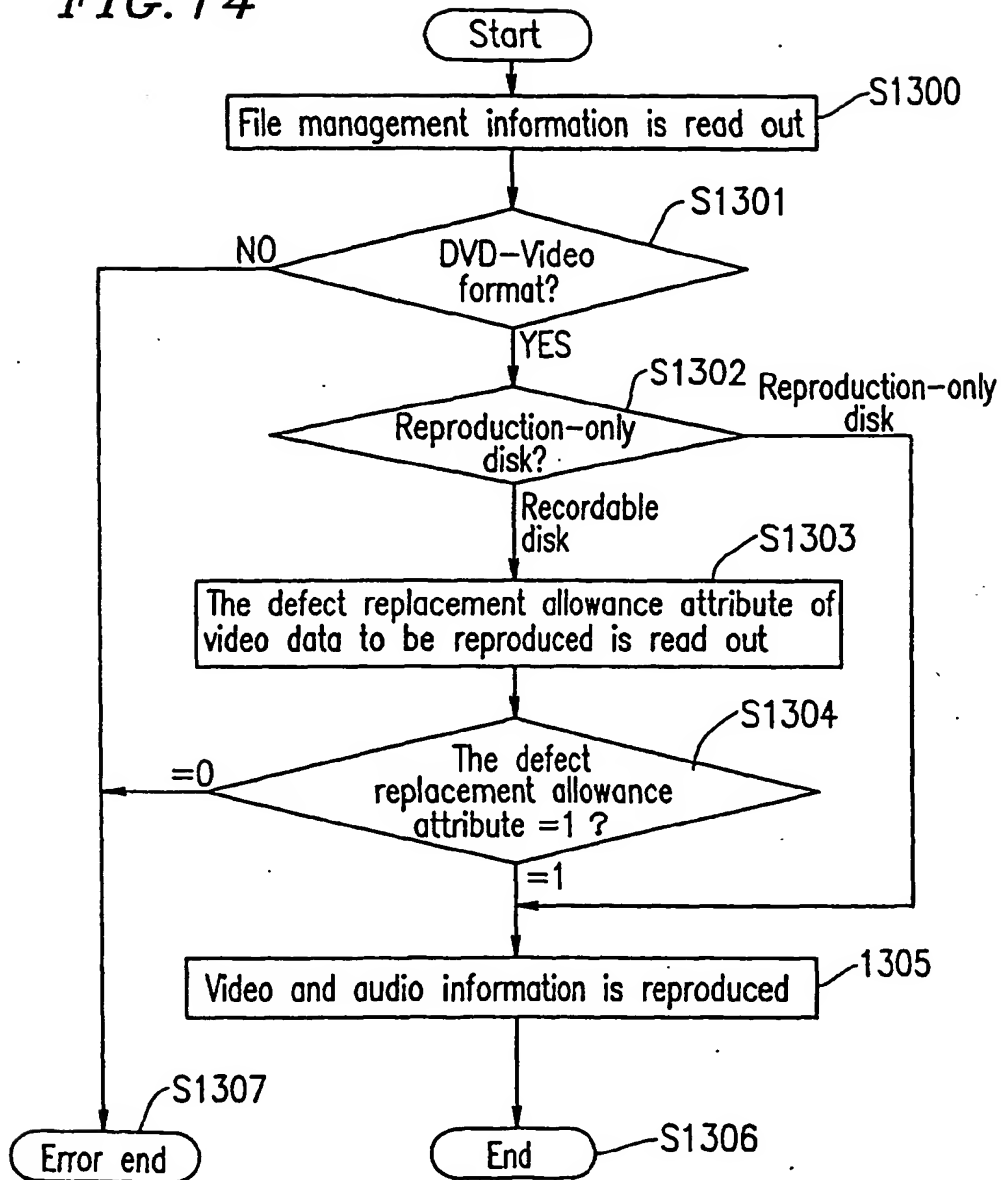 FIG. 14
Start
S1300
File management information is read out
S1301
NO
DVD-Video
format?
YES
S1302
Reproduction-only
disk
Reproduction-only
disk?
Recordable
disk
S1303
The defect replacement allowance attribute of
video data to be reproduced is read out
S1304
=0
The defect
replacement allowance
attribute =1 ?
=1
1305
Video and audio information is reproduced
S1307
Error end
S1306
End